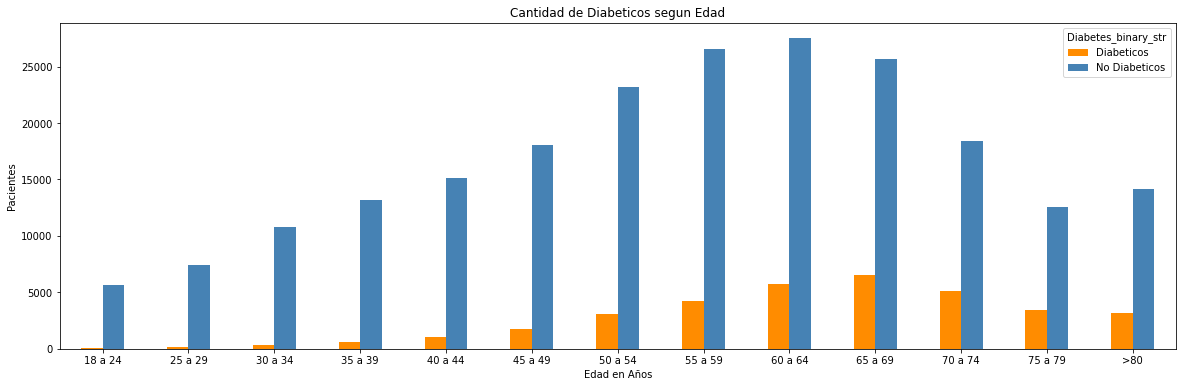 Cantidad de Diabeticos segun Edad
Diabetes_binary_str
Diabeticos
No Diabeticos
Pacientes
25000
20000
15000
10000
5000
0
18 a 24 25 a 29 30 a 34 35 a 39 40 a 44 45 a 49 50 a 54 55 a 59 60 a 64 65 a 69 70 a 74 75 a 79 >80
Edad en Años